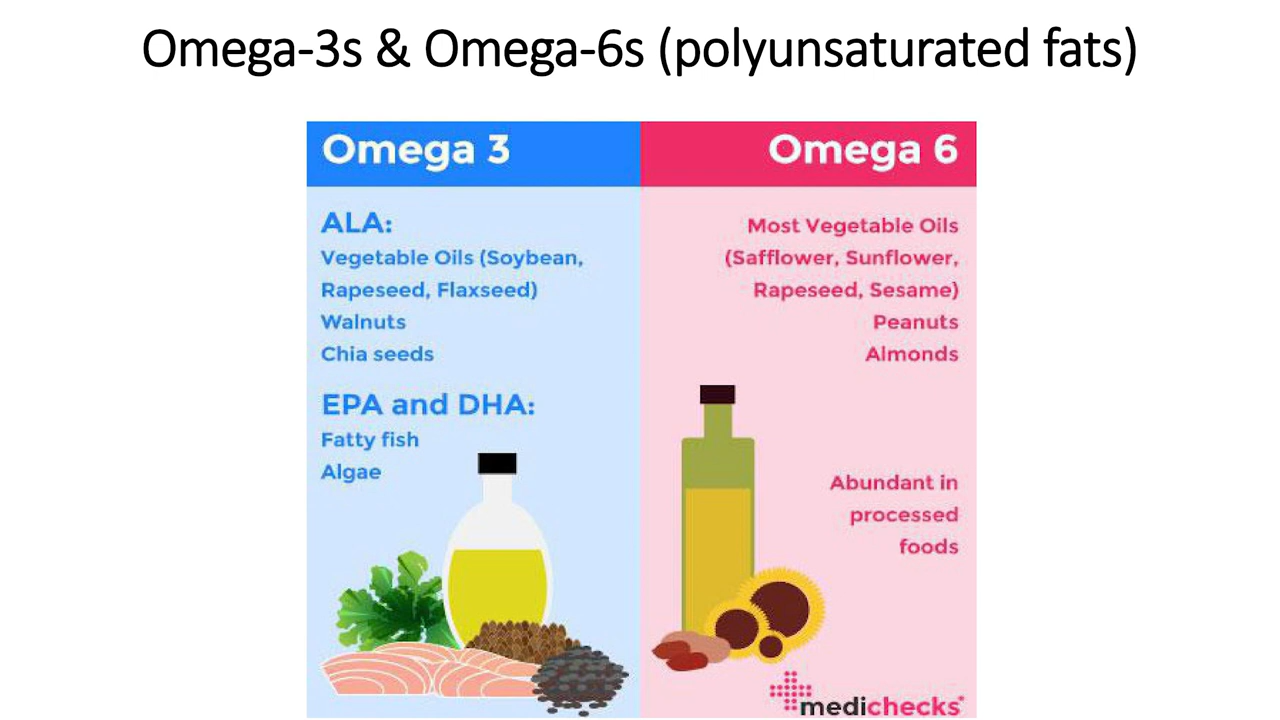 Omega-3s & Omega-6s (polyunsaturated fats)
Omega 3
ALA:
Vegetable Oils (Soybean,
Rapeseed, Flaxseed)
Walnuts
Chia seeds
EPA and DHA:
Fatty fish
Algae
Omega 6
Most Vegetable Oils
(Safflower, Sunflower,
Rapeseed, Sesame)
Peanuts
Almonds
Abundant in
processed
foods
medichecks